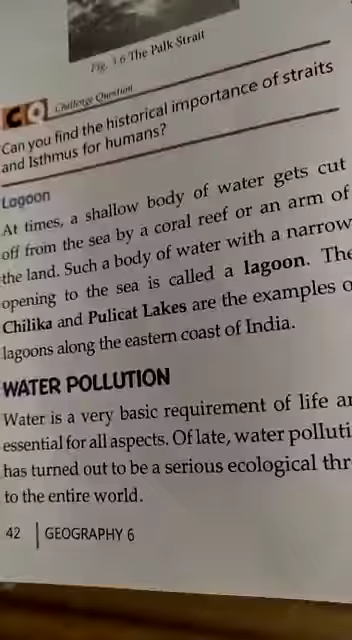 Fig. 3.6 The Palk Strait
CQ Challenge Question
Can you find the historical importance of straits
and Isthmus for humans?
Lagoon
At times, a shallow body of water gets cut
off from the sea by a coral reef or an arm of
the land. Such a body of water with a narrow
opening to the sea is called a lagoon. The
Chilika and Pulicat Lakes are the examples o
lagoons along the eastern coast of India.
WATER POLLUTION
Water is a very basic requirement of life an
essential for all aspects. Of late, water polluti
has turned out to be a serious ecological thr
to the entire world.
42 | GEOGRAPHY 6